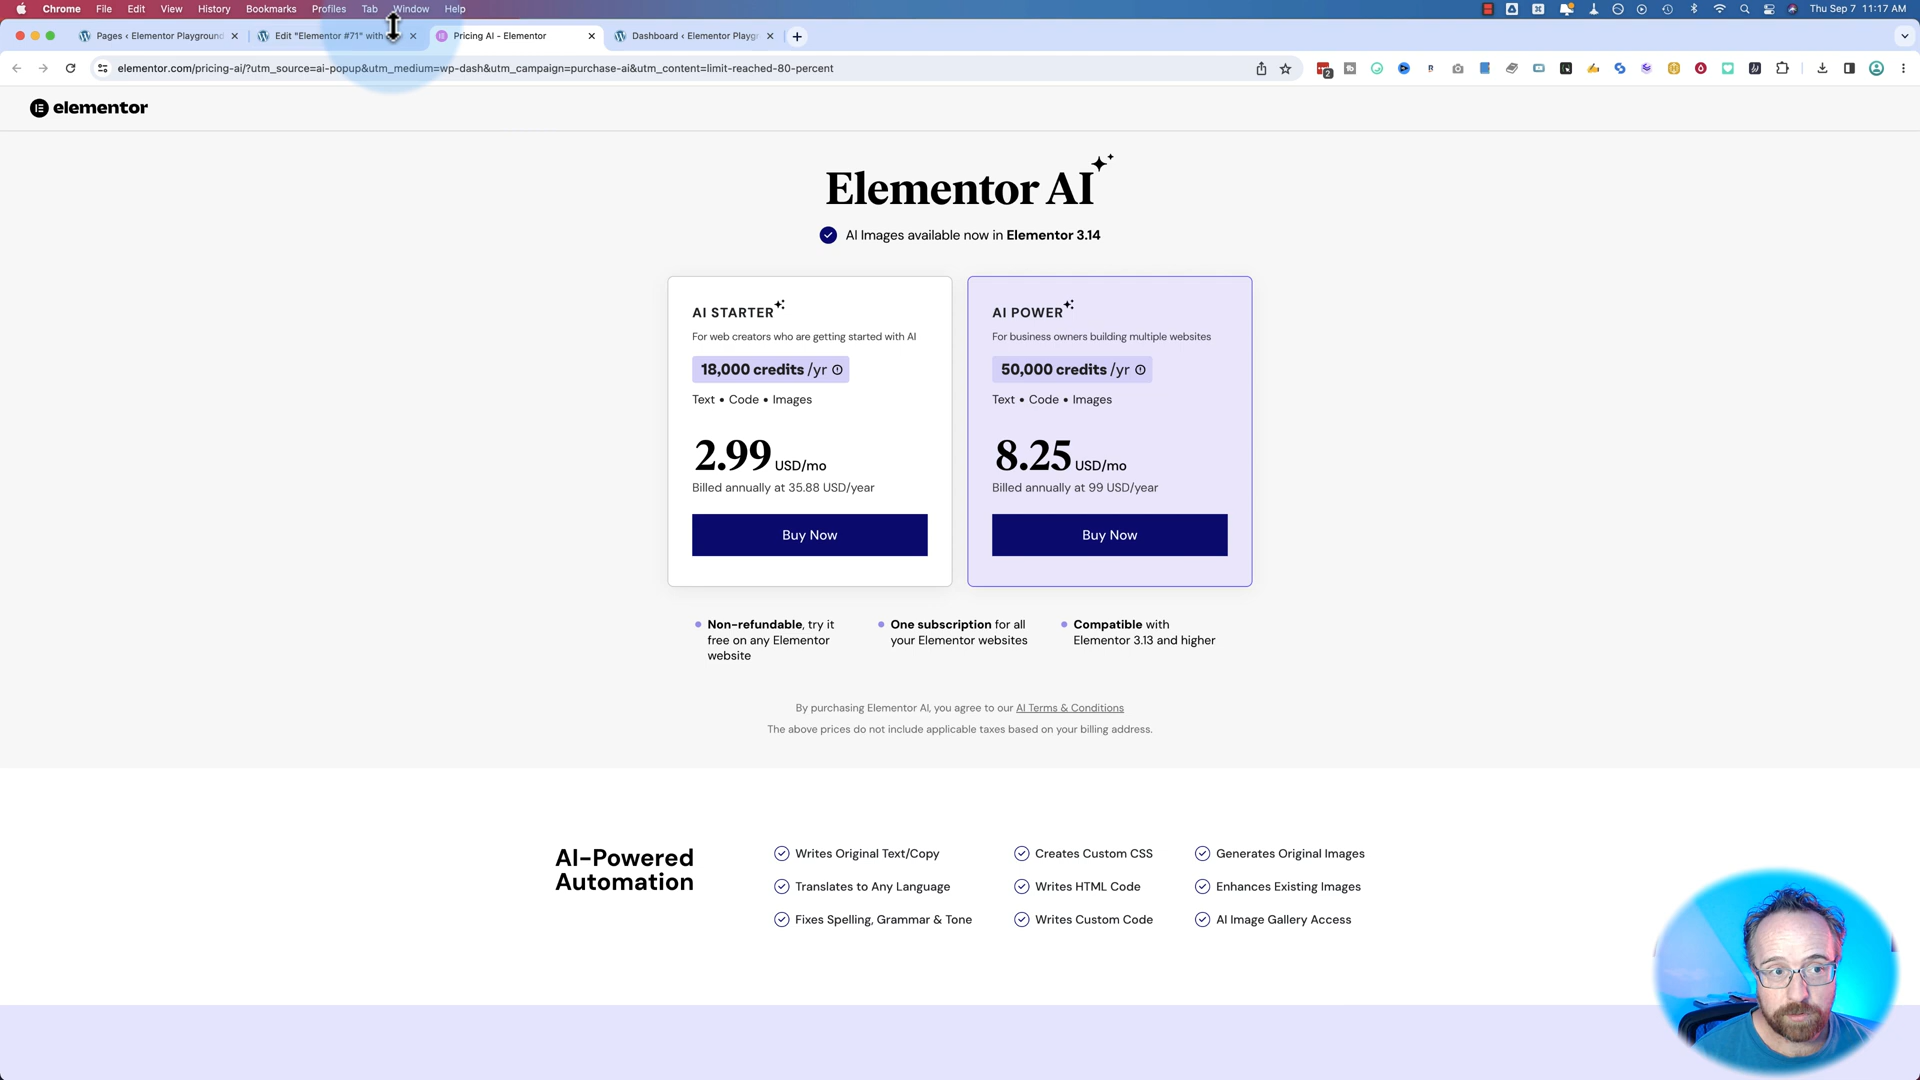 Chrome File Edit View History Bookmarks Profiles Tab Window Help
Thu Sep 7 11:17 AM
Pages ‹ Elementor Playground
Edit "Elementor #71" with
Pricing AI - Elementor
Dashboard ‹ Elementor Playgr
elementor.com/pricing-ai/?utm_source=ai-popup&utm_medium=wp-dash&utm_campaign=purchase-ai&utm_content=limit-reached-80-percent
2
elementor
Elementor AI
AI Images available now in Elementor 3.14
AI STARTER
For web creators who are getting started with AI
18,000 credits /yr
Text • Code • Images
2.99 USD/mo
Billed annually at 35.88 USD/year
Buy Now
AI POWER
For business owners building multiple websites
50,000 credits /yr
Text • Code • Images
8.25 USD/mo
Billed annually at 99 USD/year
Buy Now
Non-refundable, try it
free on any Elementor
website
One subscription for all
your Elementor websites
Compatible with
Elementor 3.13 and higher
By purchasing Elementor AI, you agree to our AI Terms & Conditions
The above prices do not include applicable taxes based on your billing address.
AI-Powered
Automation
Writes Original Text/Copy
Translates to Any Language
Fixes Spelling, Grammar & Tone
Creates Custom CSS
Writes HTML Code
Writes Custom Code
Generates Original Images
Enhances Existing Images
AI Image Gallery Access